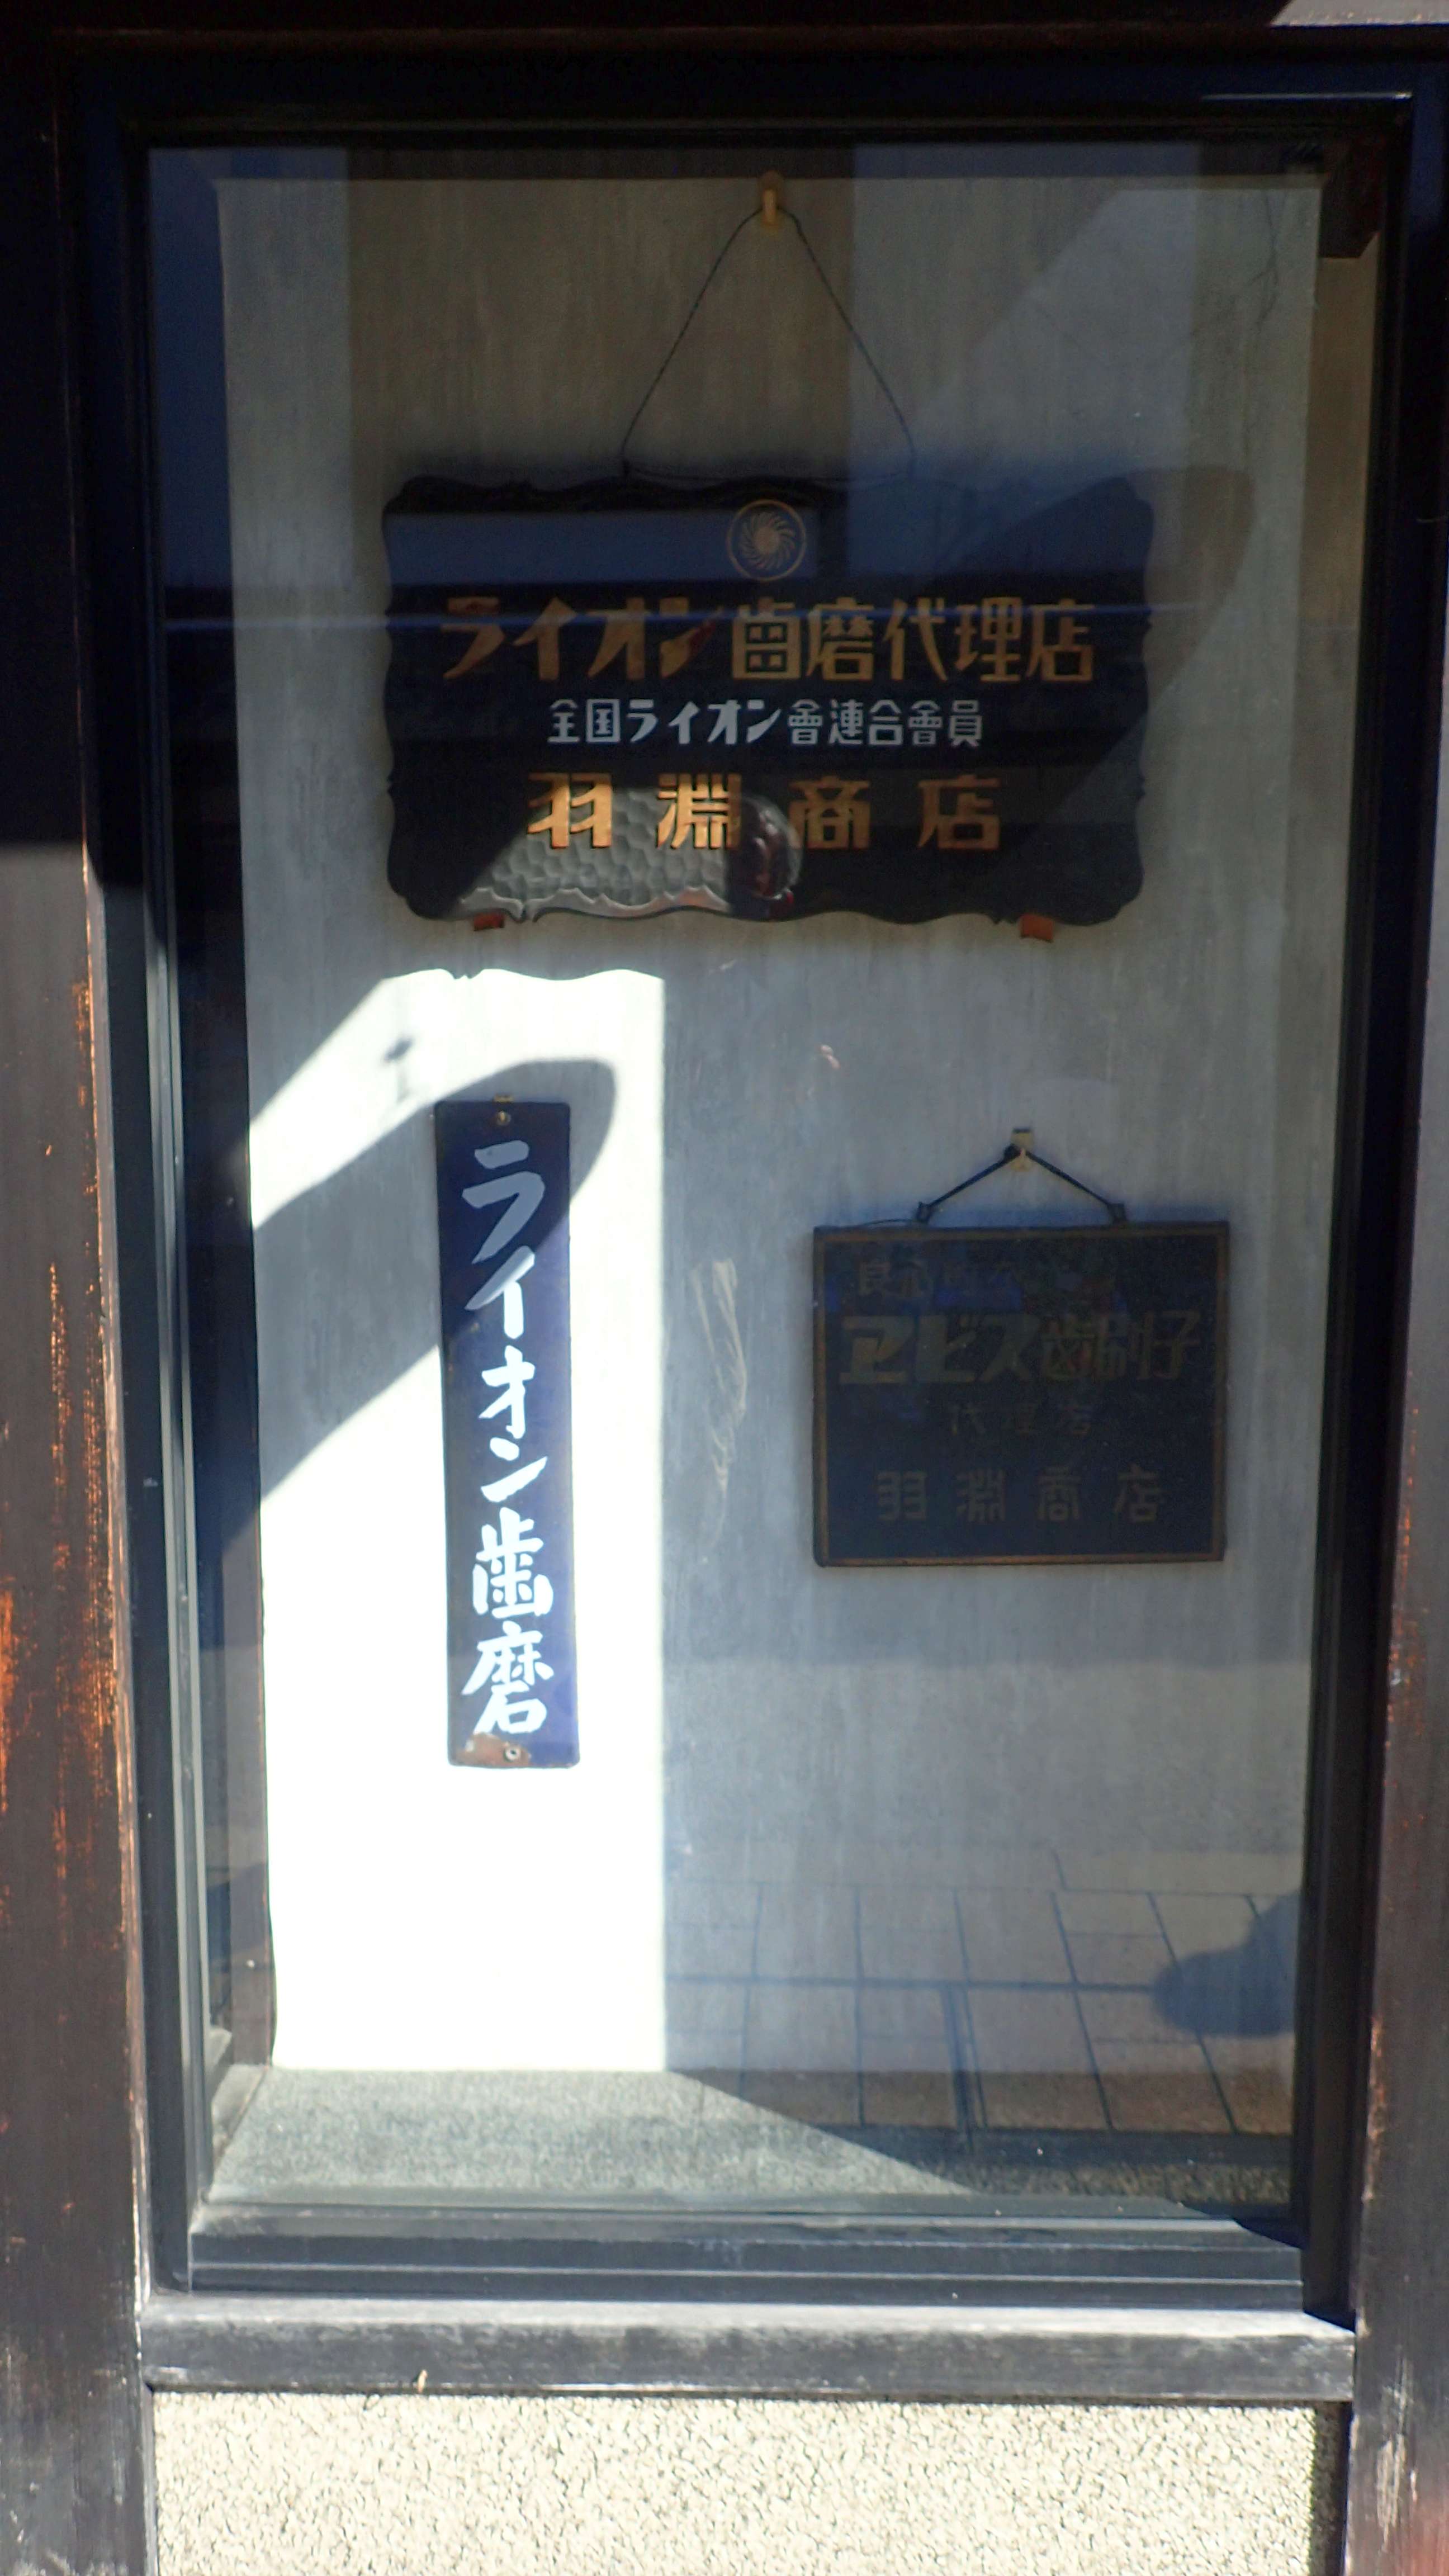 ライオン歯磨代理店
全国ライオン會連合會員
羽淵商店
ライオン歯磨
ヱビス歯刷子
代理店
羽淵商店